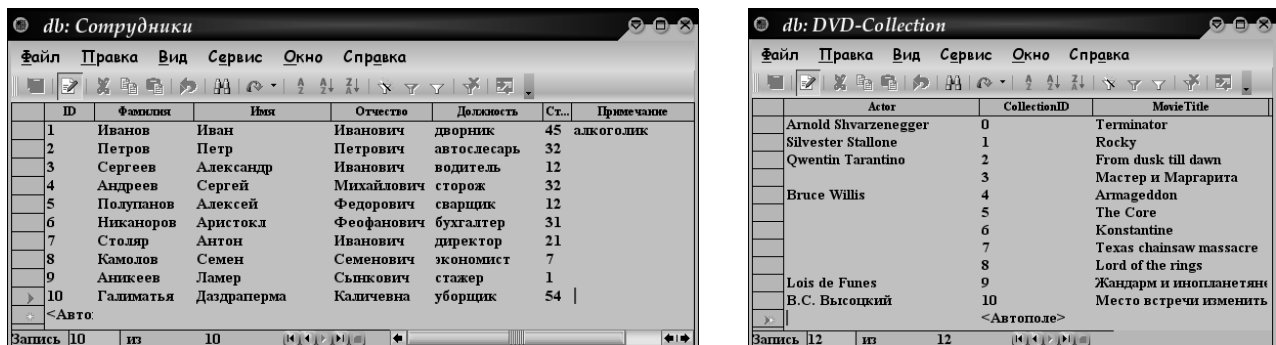 db: Сотрудники
Файл Правка Вид Сервис Окно Справка
ID Фамилия Имя Отчество Должность Ст... Примечание
1 Иванов Иван Иванович дворник 45 алкоголик
2 Петров Петр Петрович автослесарь 32
3 Сергеев Александр Иванович водитель 12
4 Андреев Сергей Михайлович сторож 32
5 Полупанов Алексей Федорович сварщик 12
6 Никаноров Аристокл Феофанович бухгалтер 31
7 Столяр Антон Иванович директор 21
8 Камолов Семен Семенович экономист 7
9 Аникеев Ламер Сынкович стажер 1
10 Галиматья Даздраперма Каличевна уборщик 54
<Авто:
Запись 10 из 10
db: DVD-Collection
Файл Правка Вид Сервис Окно Справка
Actor CollectionID MovieTitle
Arnold Shvarzenegger 0 Terminator
Silvester Stallone 1 Rocky
Qwentin Tarantino 2 From dusk till dawn
3 Мастер и Маргарита
Bruce Willis 4 Armageddon
5 The Core
6 Konstantine
7 Texas chainsaw massacre
8 Lord of the rings
Lois de Funes 9 Жандарм и инопланетяне
В.С. Высоцкий 10 Место встречи изменить
<Автополе>
Запись 12 из 12